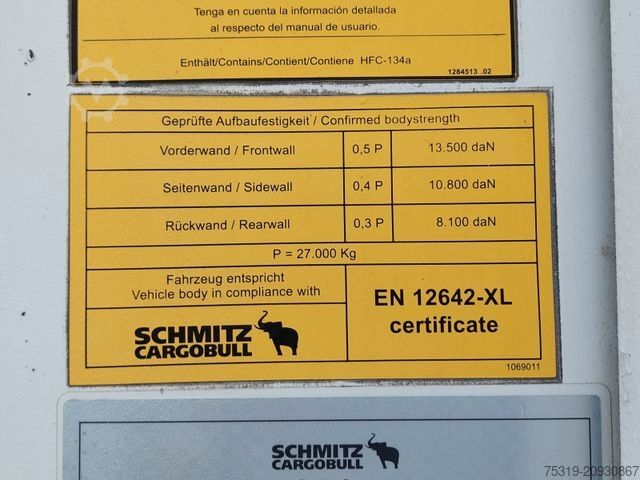 Tenga en cuenta la información detallada
al respecto del manual de usuario.
Enthält/Contains/Contient/Contiene HFC-134a
1284513 .02
Geprüfte Aufbaufestigkeit / Confirmed bodystrength
Vorderwand / Frontwall 0,5 P 13.500 daN
Seitenwand / Sidewall 0,4 P 10.800 daN
Rückwand / Rearwall 0,3 P 8.100 daN
P = 27.000 Kg
Fahrzeug entspricht
Vehicle body in compliance with
EN 12642-XL
certificate
SCHMITZ
CARGOBULL
1069011
SCHMITZ
CARGOBULL
75319-20930867